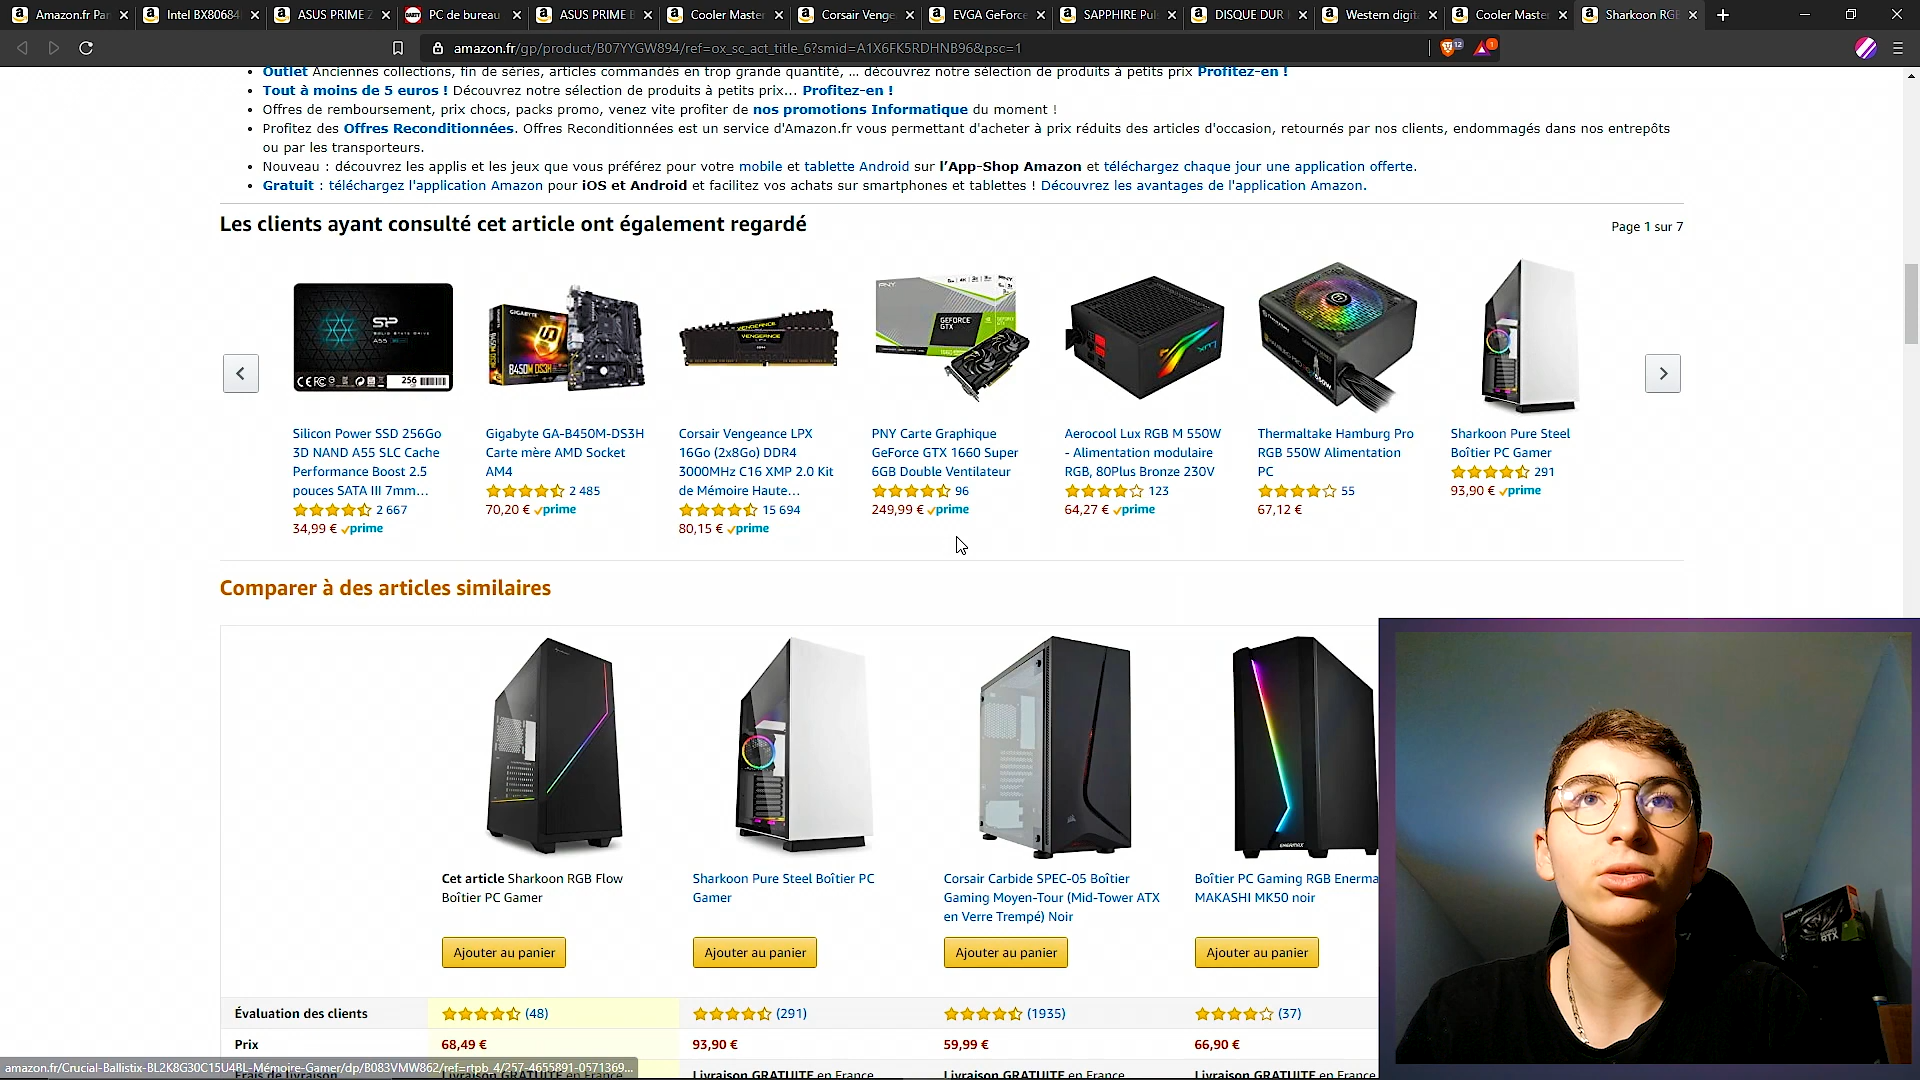 Amazon.fr Pa
Intel BX80684
ASUS PRIME Z
PC de bureau
ASUS PRIME B
Cooler Master
Corsair Venge
EVGA GeForce
SAPPHIRE Pul
DISQUE DUR
Western digit
Cooler Master
Sharkoon RGB
amazon.fr/gp/product/B07YYGW894/ref=ox_sc_act_title_6?smid=A1X6FK5RDHNB96&psc=1
Outlet Anciennes collections, fin de séries, articles commandés en trop grande quantité, ... découvrez notre sélection de produits à petits prix Profitez-en !
Tout à moins de 5 euros ! Découvrez notre sélection de produits à petits prix... Profitez-en !
Offres de remboursement, prix chocs, packs promo, venez vite profiter de nos promotions Informatique du moment !
Profitez des Offres Reconditionnées. Offres Reconditionnées est un service d'Amazon.fr vous permettant d'acheter à prix réduits des articles d'occasion, retournés par nos clients, endommagés dans nos entrepôts
ou par les transporteurs.
Nouveau : découvrez les applis et les jeux que vous préférez pour votre mobile et tablette Android sur l'App-Shop Amazon et téléchargez chaque jour une application offerte.
Gratuit : téléchargez l'application Amazon pour iOS et Android et facilitez vos achats sur smartphones et tablettes ! Découvrez les avantages de l'application Amazon.
Les clients ayant consulté cet article ont également regardé
Page 1 sur 7
Silicon Power SSD 256Go
3D NAND A55 SLC Cache
Performance Boost 2.5
pouces SATA III 7mm...
2 667
34,99 € prime
Gigabyte GA-B450M-DS3H
Carte mère AMD Socket
AM4
2 485
70,20 € prime
Corsair Vengeance LPX
16Go (2x8Go) DDR4
3000MHz C16 XMP 2.0 Kit
de Mémoire Haute...
15 694
80,15 € prime
PNY Carte Graphique
GeForce GTX 1660 Super
6GB Double Ventilateur
96
249,99 € prime
Aerocool Lux RGB M 550W
- Alimentation modulaire
RGB, 80Plus Bronze 230V
123
64,27 € prime
Thermaltake Hamburg Pro
RGB 550W Alimentation
PC
55
67,12 €
Sharkoon Pure Steel
Boîtier PC Gamer
291
93,90 € prime
Comparer à des articles similaires
Cet article Sharkoon RGB Flow
Boîtier PC Gamer
Sharkoon Pure Steel Boîtier PC
Gamer
Corsair Carbide SPEC-05 Boîtier
Gaming Moyen-Tour (Mid-Tower ATX
en Verre Trempé) Noir
Boîtier PC Gaming RGB Enerma
MAKASHI MK50 noir
Ajouter au panier
Ajouter au panier
Ajouter au panier
Ajouter au panier
Évaluation des clients
(48)
(291)
(1935)
(37)
Prix
68,49 €
93,90 €
59,99 €
66,90 €
amazon.fr/Crucial-Ballistix-BL2K8G30C15U4BL-Mémoire-Gamer/dp/B083VMW862/ref=rtpb_4/257-4655891-0571369...
Livraison GRATUITE en France
Livraison GRATUITE en France
Livraison GRATUITE en France